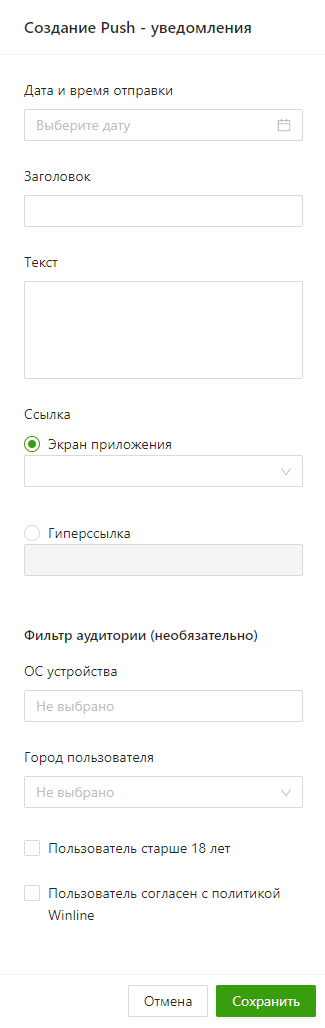 Создание Push - уведомления
Дата и время отправки
Выберите дату
Заголовок
Текст
Ссылка
Экран приложения
Гиперссылка
Фильтр аудитории (необязательно)
ОС устройства
Не выбрано
Город пользователя
Не выбрано
Пользователь старше 18 лет
Пользователь согласен с политикой
Winline
Отмена
Сохранить